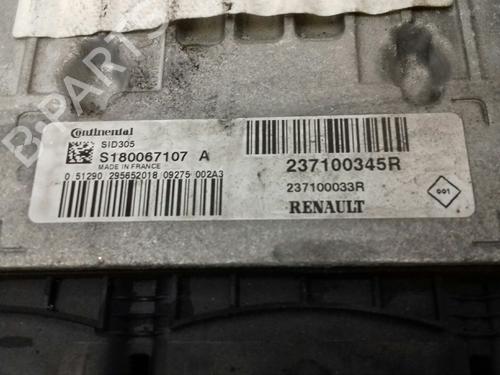 Continental
SID305
S180067107 A
MADE IN FRANCE
0 51290 295652018 09275 002A3
237100345R
237100033R
RENAULT
001
B-PARTS